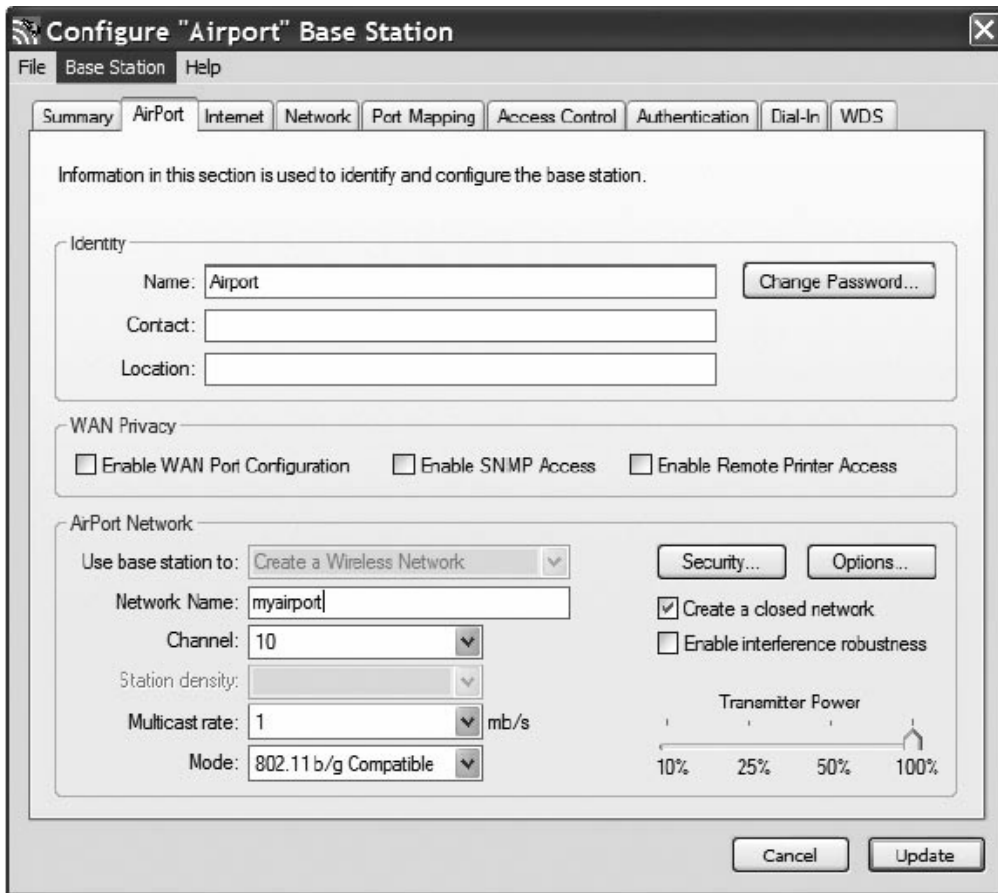 Configure "Airport" Base Station
File Base Station Help
Summary AirPort Internet Network Port Mapping Access Control Authentication Dial-In WDS
Information in this section is used to identify and configure the base station.
Identity
Name: Airport Change Password...
Contact:
Location:
WAN Privacy
Enable WAN Port Configuration Enable SNMP Access Enable Remote Printer Access
AirPort Network
Use base station to: Create a Wireless Network Security... Options...
Network Name: myairport Create a closed network
Channel: 10 Enable interference robustness
Station density:
Transmitter Power
Multicast rate: 1 mb/s
Mode: 802.11 b/g Compatible
10% 25% 50% 100%
Cancel Update